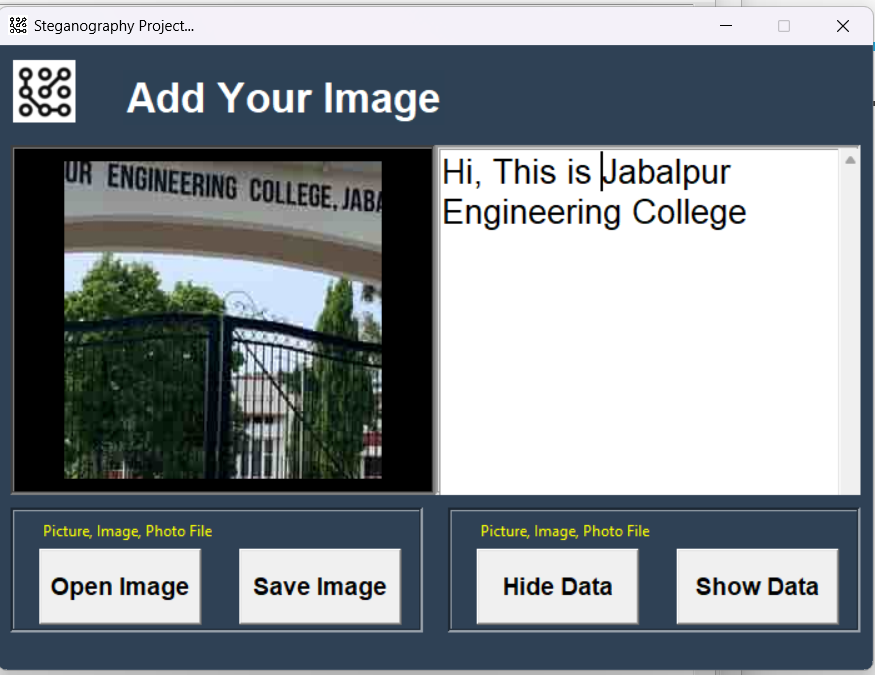 Steganography Project...
Add Your Image
UR ENGINEERING COLLEGE, JABA
Hi, This is Jabalpur
Engineering College
Picture, Image, Photo File
Open Image
Save Image
Picture, Image, Photo File
Hide Data
Show Data